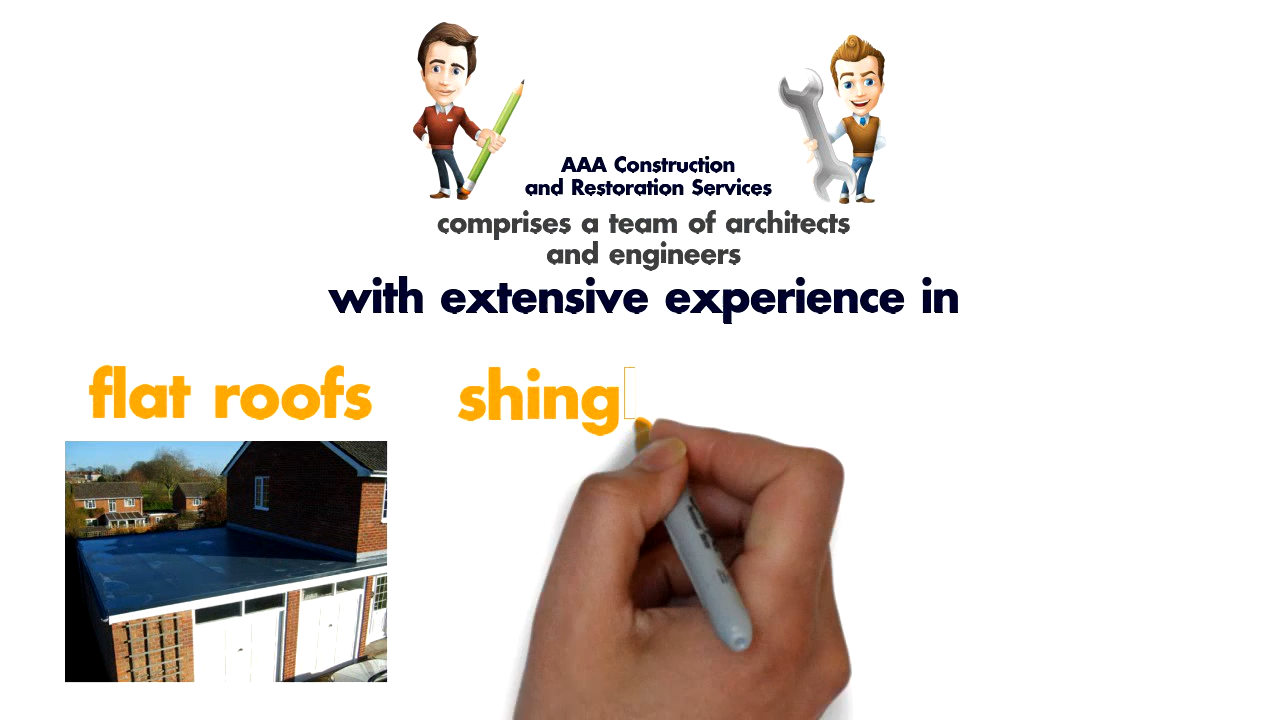 AAA Construction
and Restoration Services
comprises a team of architects
and engineers
with extensive experience in
flat roofs shing